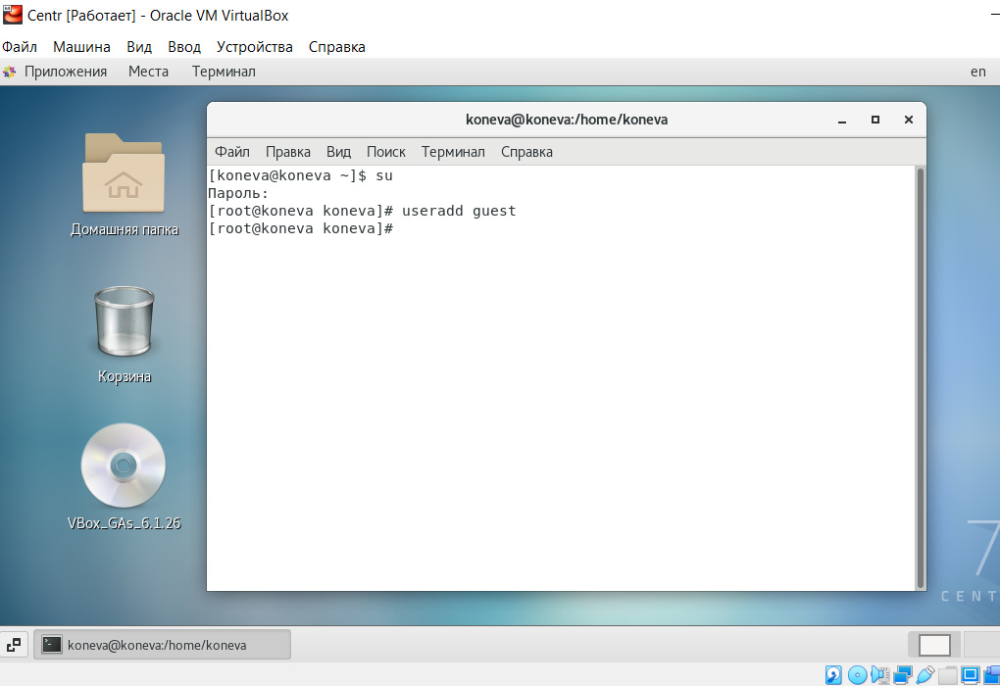 Centr [Работает] - Oracle VM VirtualBox
Файл Машина Вид Ввод Устройства Справка
Приложения Места Терминал en
koneva@koneva:/home/koneva
Файл Правка Вид Поиск Терминал Справка
[koneva@koneva ~]$ su
Пароль:
[root@koneva koneva]# useradd guest
[root@koneva koneva]#
Домашняя папка
Корзина
VBox_GAs_6.1.26
7
CENT
koneva@koneva:/home/koneva